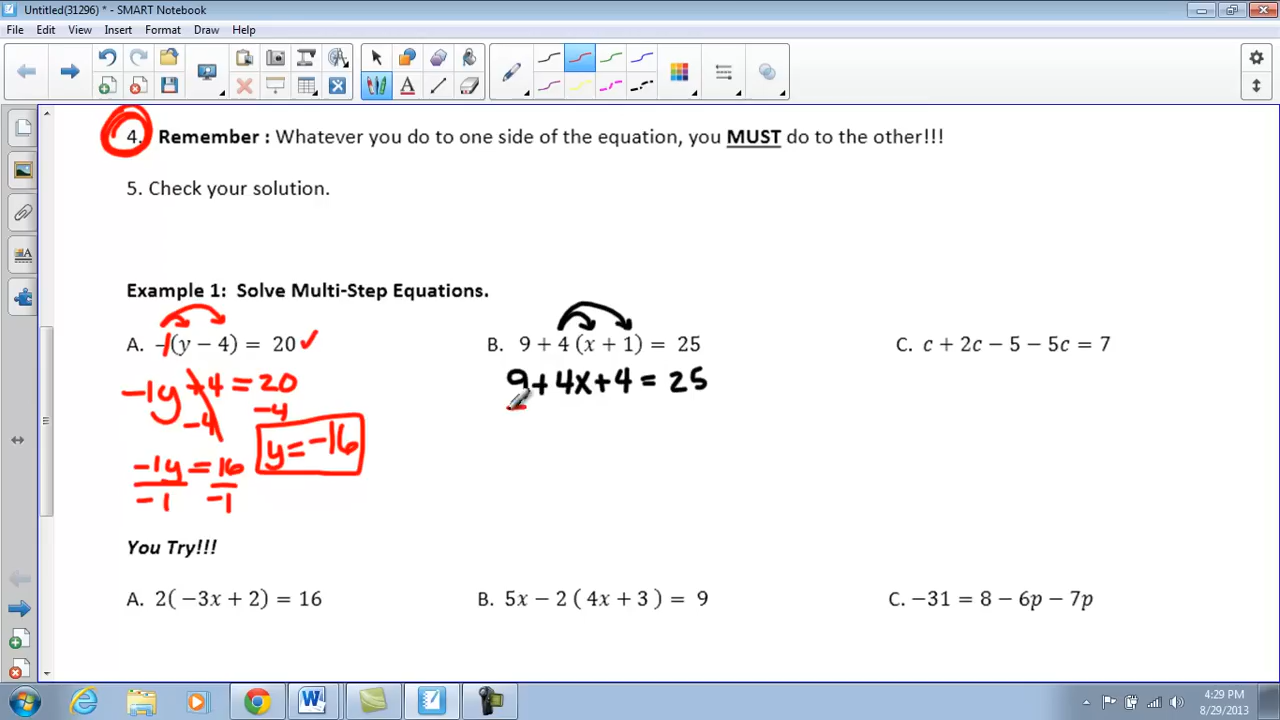 Untitled(31296) * - SMART Notebook
File Edit View Insert Format Draw Help
4. Remember : Whatever you do to one side of the equation, you MUST do to the other!!!
5. Check your solution.
Example 1: Solve Multi-Step Equations.
A. -1(y − 4) = 20 ✓
B. 9 + 4 (x + 1) = 25
C. c + 2c − 5 − 5c = 7
-1y +4 = 20
-4 -4
-1y = 16
-1 -1
y = -16
9 + 4x + 4 = 25
You Try!!!
A. 2( −3x + 2) = 16
B. 5x − 2 ( 4x + 3 ) = 9
C. −31 = 8 − 6p − 7p
4:29 PM
8/29/2013